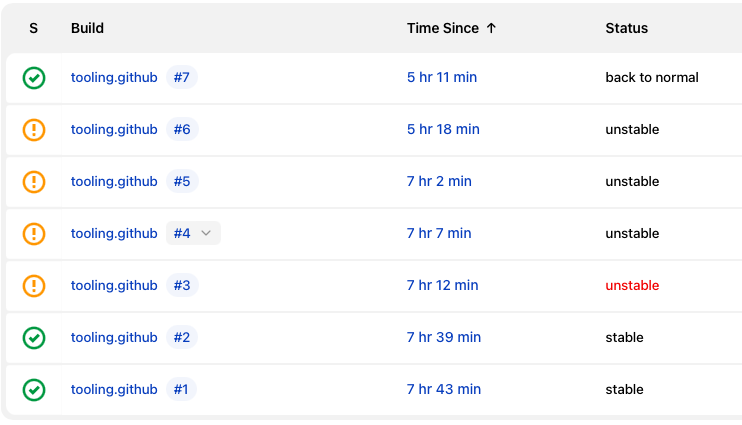 S Build Time Since ↑ Status
tooling.github #7 5 hr 11 min back to normal
tooling.github #6 5 hr 18 min unstable
tooling.github #5 7 hr 2 min unstable
tooling.github #4 7 hr 7 min unstable
tooling.github #3 7 hr 12 min unstable
tooling.github #2 7 hr 39 min stable
tooling.github #1 7 hr 43 min stable